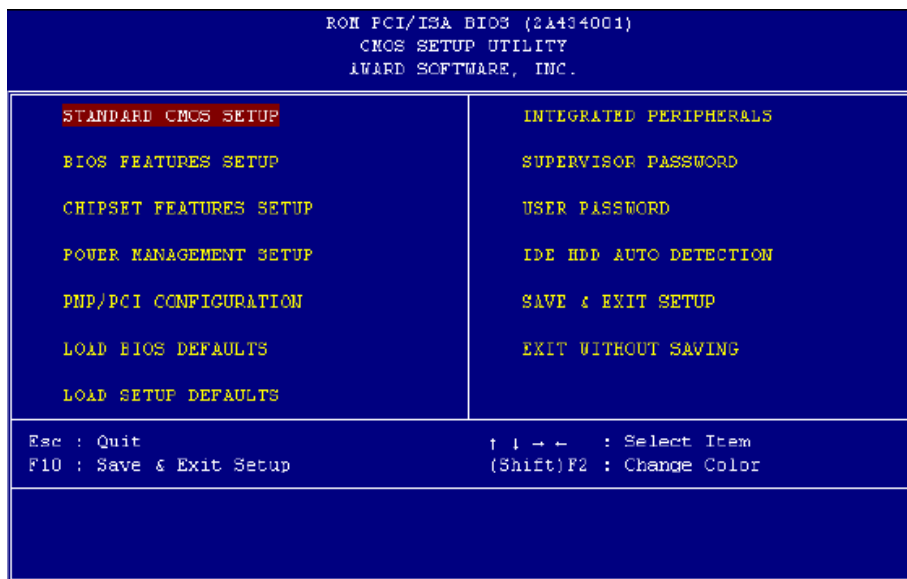 ROM PCI/ISA BIOS (2A434001)
CMOS SETUP UTILITY
AWARD SOFTWARE, INC.
STANDARD CMOS SETUP
BIOS FEATURES SETUP
CHIPSET FEATURES SETUP
POWER MANAGEMENT SETUP
PNP/PCI CONFIGURATION
LOAD BIOS DEFAULTS
LOAD SETUP DEFAULTS
INTEGRATED PERIPHERALS
SUPERVISOR PASSWORD
USER PASSWORD
IDE HDD AUTO DETECTION
SAVE & EXIT SETUP
EXIT WITHOUT SAVING
Esc : Quit
F10 : Save & Exit Setup
↑ ↓ → ← : Select Item
(Shift)F2 : Change Color